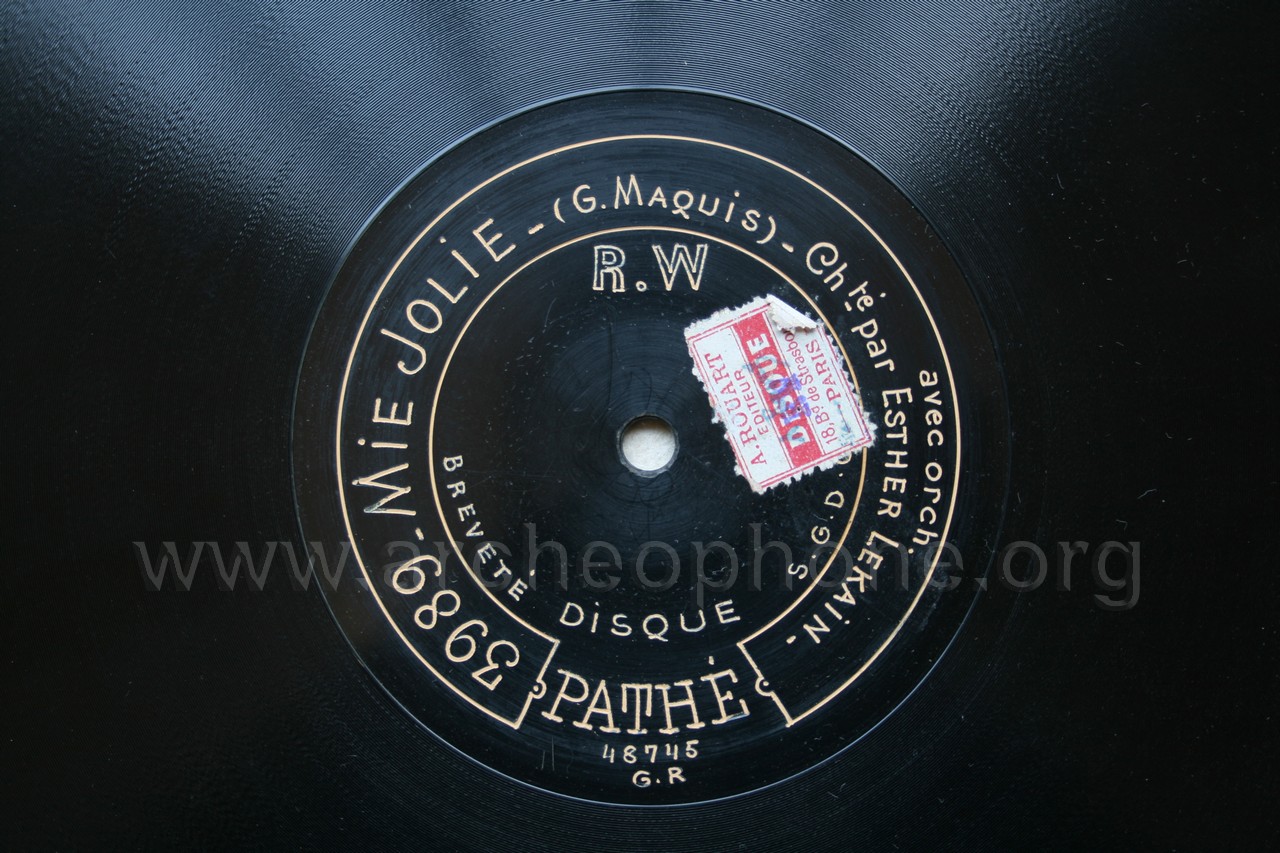 3989 - MiE JOLiE - (G. MAQUiS) - Chté par ESTHER LEKAiN -
avec orch.
R.W
A. ROUART
EDITEUR
DISQUE
18, Bd de Strasbo
PARIS
BREVETÉ
DiSQUE
S.G.D.
PATHÉ
48745
G.R
www.archeophone.org